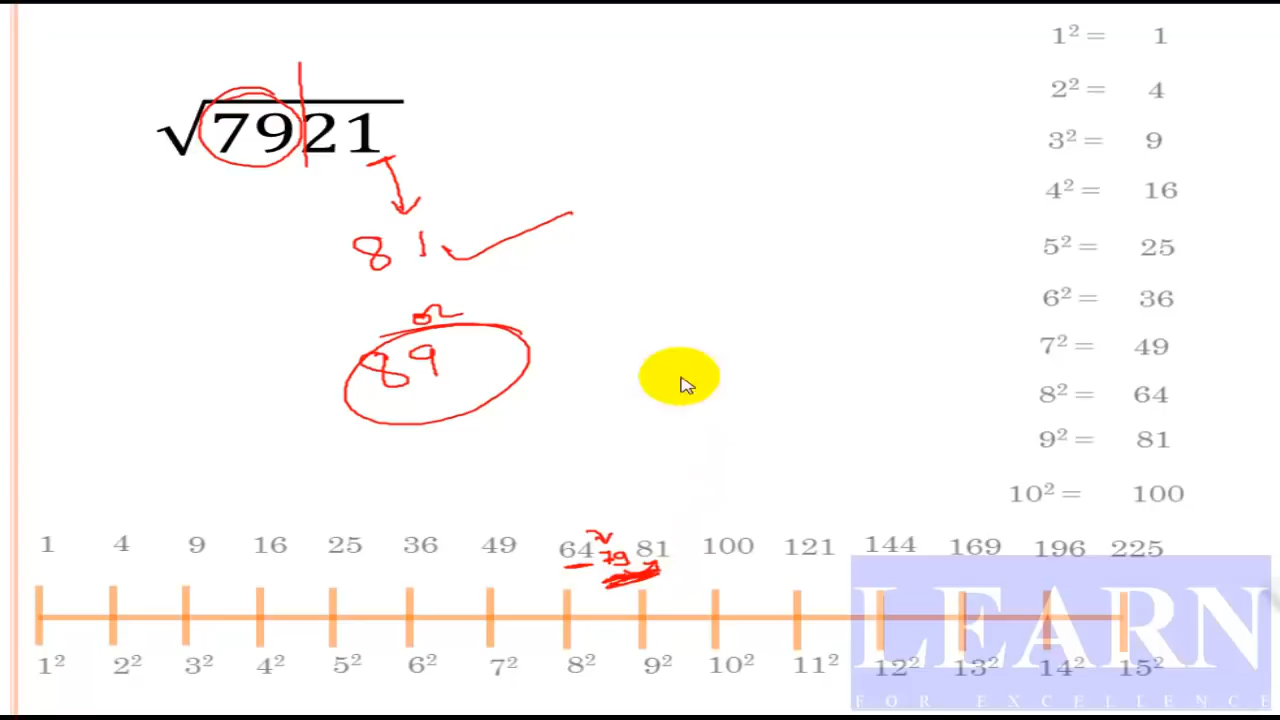 √7921
8 1
89
1² = 1
2² = 4
3² = 9
4² = 16
5² = 25
6² = 36
7² = 49
8² = 64
9² = 81
10² = 100
1 4 9 16 25 36 49 64 79 81 100 121 144 169 196 225
1² 2² 3² 4² 5² 6² 7² 8² 9² 10² 11² 12² 13² 14² 15²
LEARN
FOR EXCELLENCE